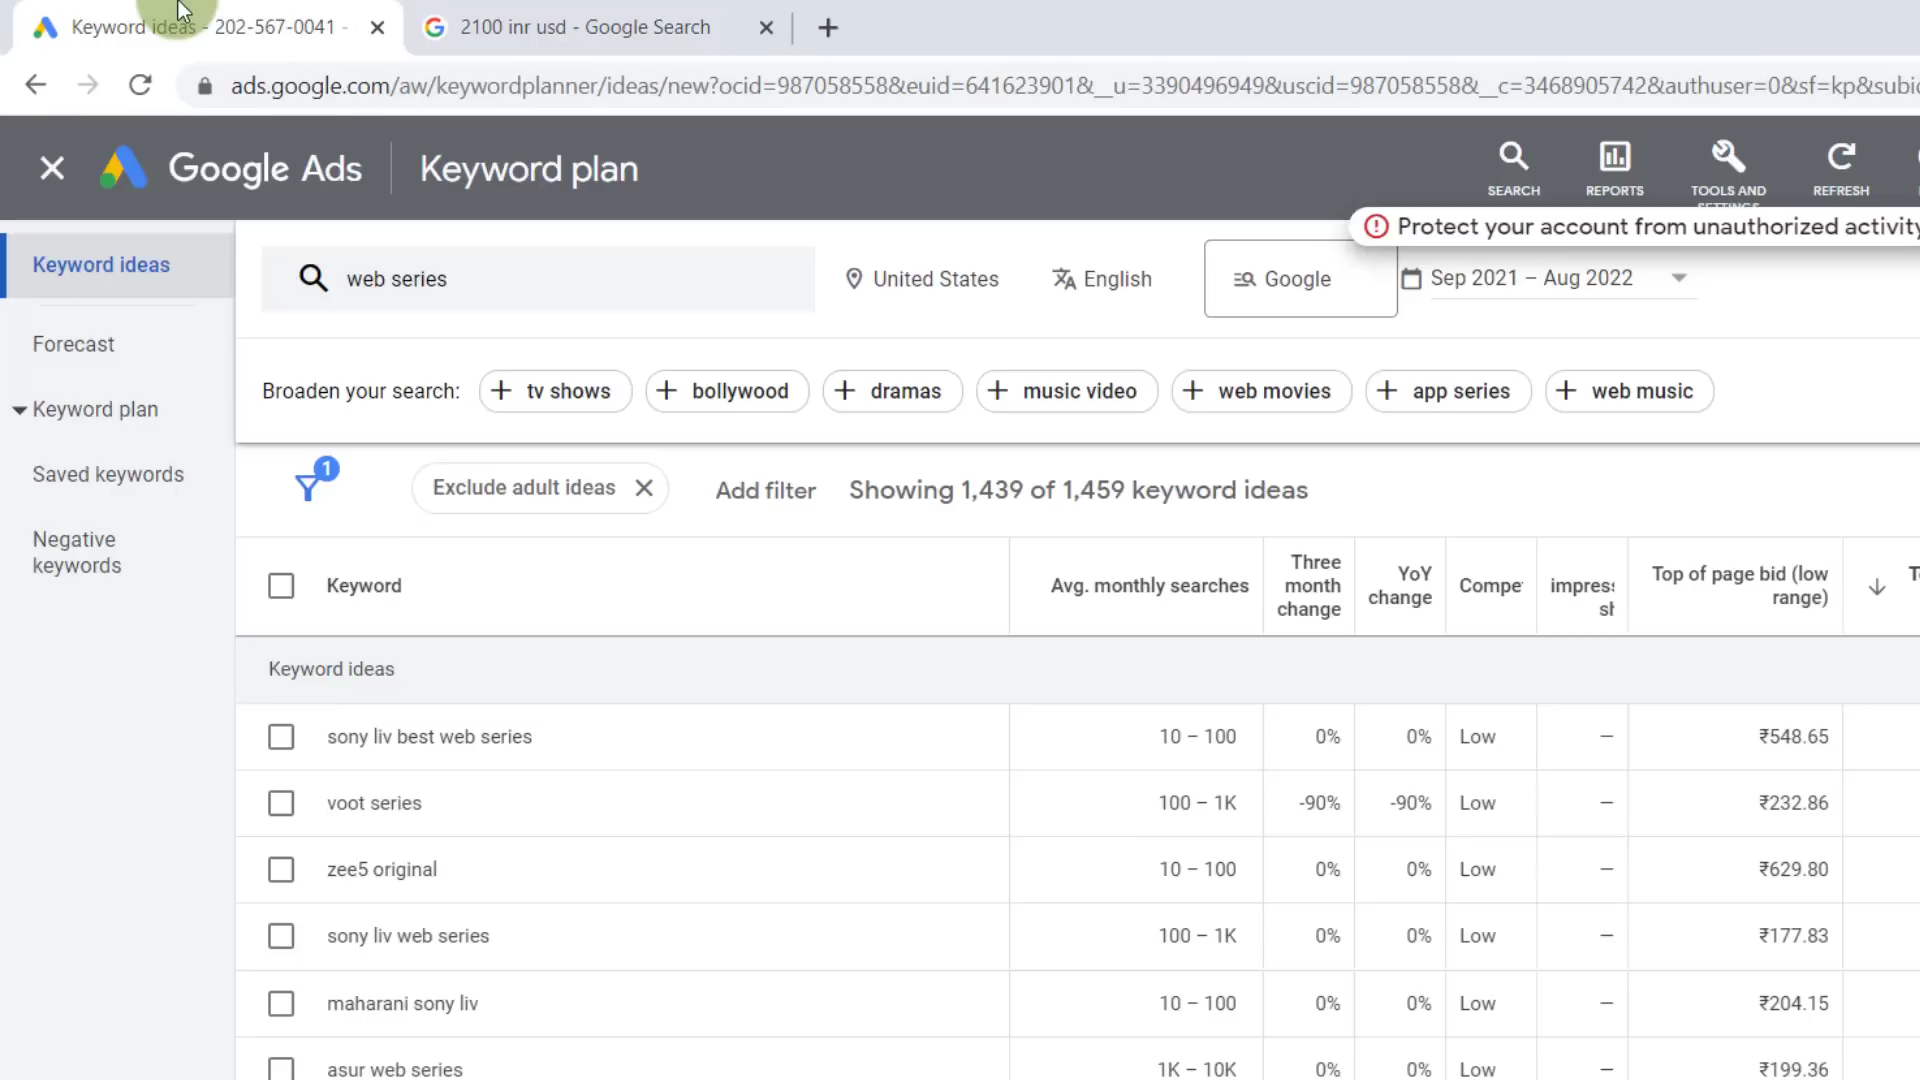 Keyword ideas - 202-567-0041 -
2100 inr usd - Google Search
ads.google.com/aw/keywordplanner/ideas/new?ocid=987058558&euid=641623901&__u=3390496949&uscid=987058558&__c=3468905742&authuser=0&sf=kp&subic
Google Ads
Keyword plan
SEARCH
REPORTS
TOOLS AND
SETTINGS
REFRESH
Protect your account from unauthorized activity
Keyword ideas
Forecast
Keyword plan
Saved keywords
Negative
keywords
web series
United States
English
Google
Sep 2021 – Aug 2022
Broaden your search:
tv shows
bollywood
dramas
music video
web movies
app series
web music
1
Exclude adult ideas
Add filter
Showing 1,439 of 1,459 keyword ideas
Keyword
Avg. monthly searches
Three
month
change
YoY
change
Compe
impres
Top of page bid (low
range)
Keyword ideas
sony liv best web series 10 – 100 0% 0% Low – ₹548.65
voot series 100 – 1K -90% -90% Low – ₹232.86
zee5 original 10 – 100 0% 0% Low – ₹629.80
sony liv web series 100 – 1K 0% 0% Low – ₹177.83
maharani sony liv 10 – 100 0% 0% Low – ₹204.15
asur web series 1K – 10K 0% 0% Low – ₹199.36